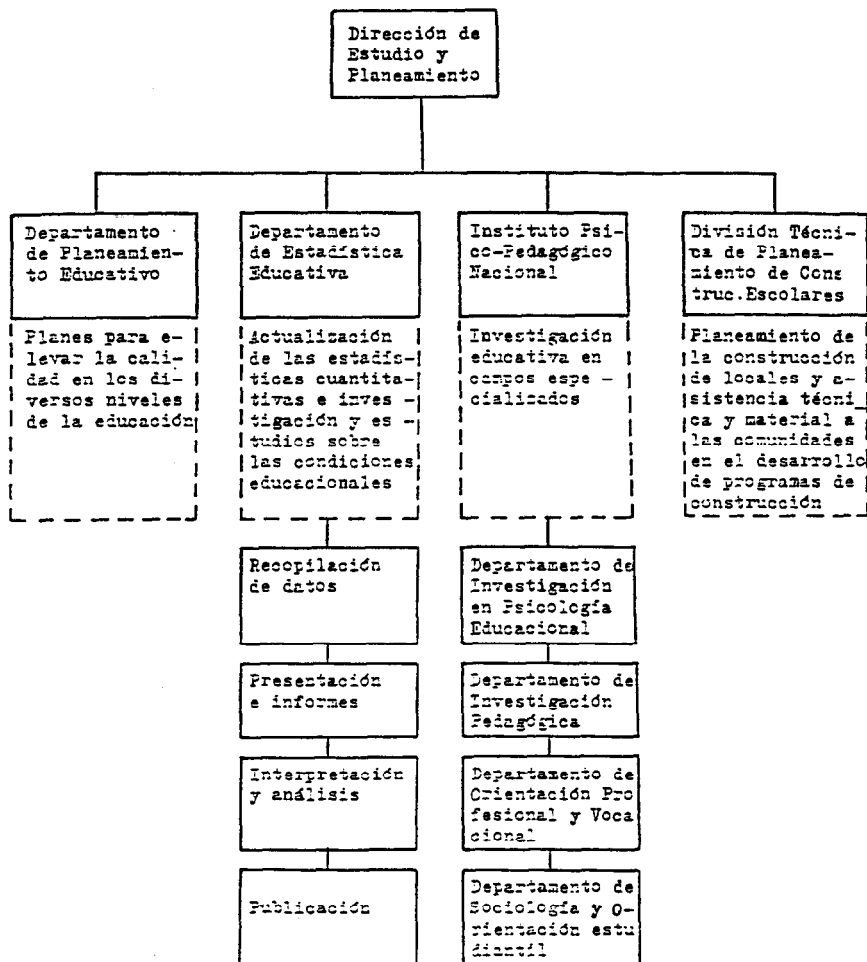 Dirección de
Estudio y
Planeamiento
Departamento
de Planeamien-
to Educativo
Departamento
de Estadística
Educativa
Instituto Psi-
co-Pedagógico
Nacional
División Técni-
ca de Planea-
miento de Cons
truc.Escolares
Planes para e-
levar la cali-
dad en los di-
versos niveles
de la educación
Actualización
de las estadís-
ticas cuantita-
tivas e inves -
tigación y es -
tudios sobre
las condiciones
educacionales
Investigación
educativa en
campos espe -
cializados
Planeamiento de
la construcción
de locales y a-
sistencia técni
ca y material a
las comunidades
en el desarrollo
de programas de
construcción
Recopilación
de datos
Presentación
e informes
Interpretación
y análisis
Publicación
Departamento de
Investigación
en Psicología
Educacional
Departamento de
Investigación
Pedagógica
Departamento de
Orientación Pro
fesional y Voca
cional
Departamento de
Sociología y O-
rientación estu
diantil